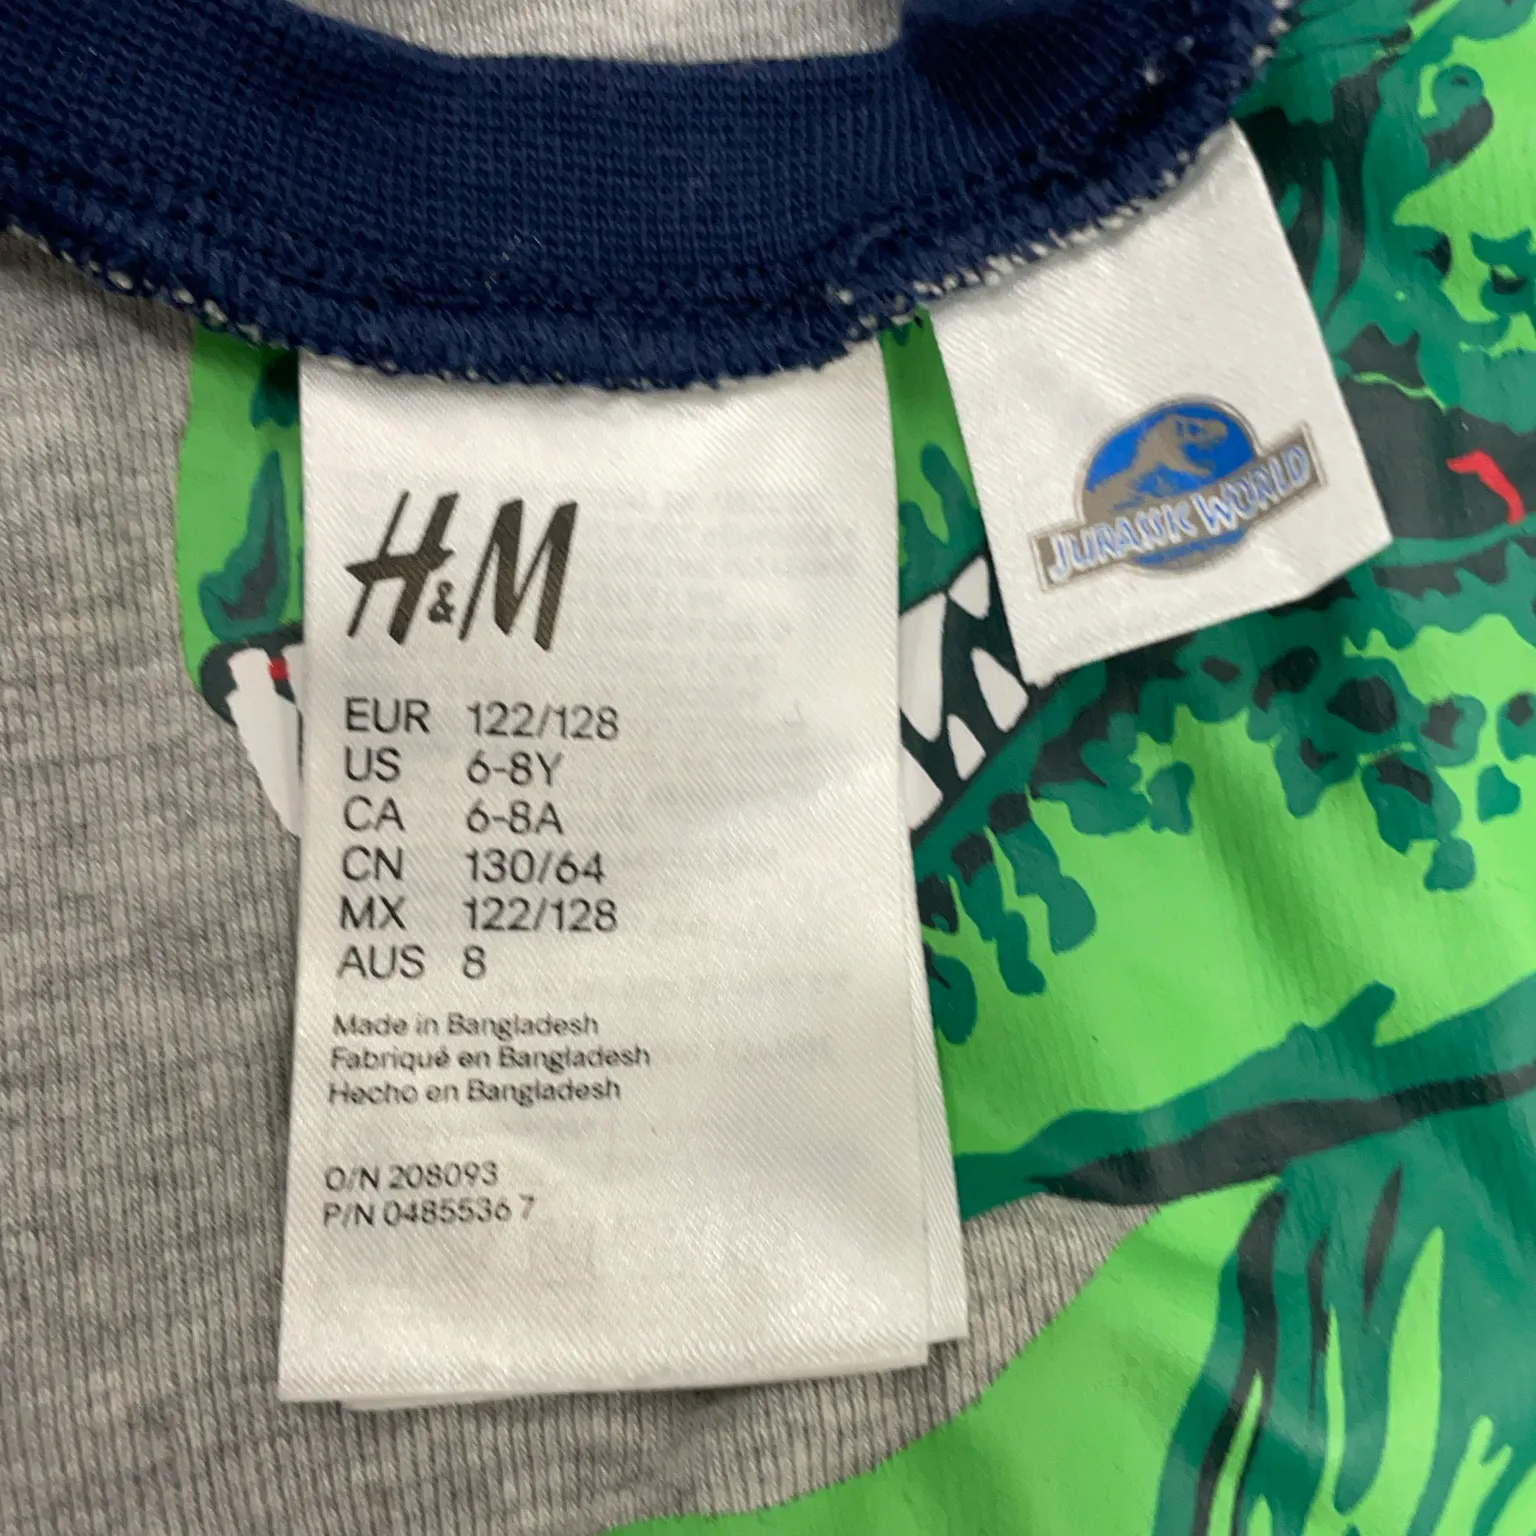 H&M
EUR 122/128
US 6-8Y
CA 6-8A
CN 130/64
MX 122/128
AUS 8
Made in Bangladesh
Fabriqué en Bangladesh
Hecho en Bangladesh
O/N 208093
P/N 0485536 7
JURASSIC WORLD